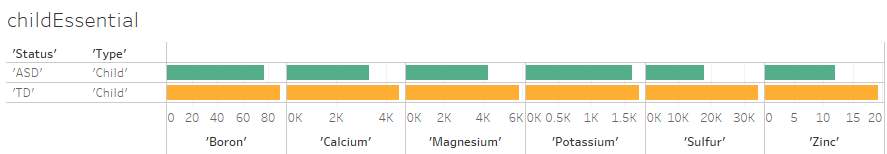 childEssential
'Status' 'Type'
'ASD' 'Child'
'TD' 'Child'
0 20 40 60 80 0K 2K 4K 0K 2K 4K 6K 0K 0.5K 1K 1.5K 0K 10K 20K 30K 0 5 10 15 20
'Boron' 'Calcium' 'Magnesium' 'Potassium' 'Sulfur' 'Zinc'